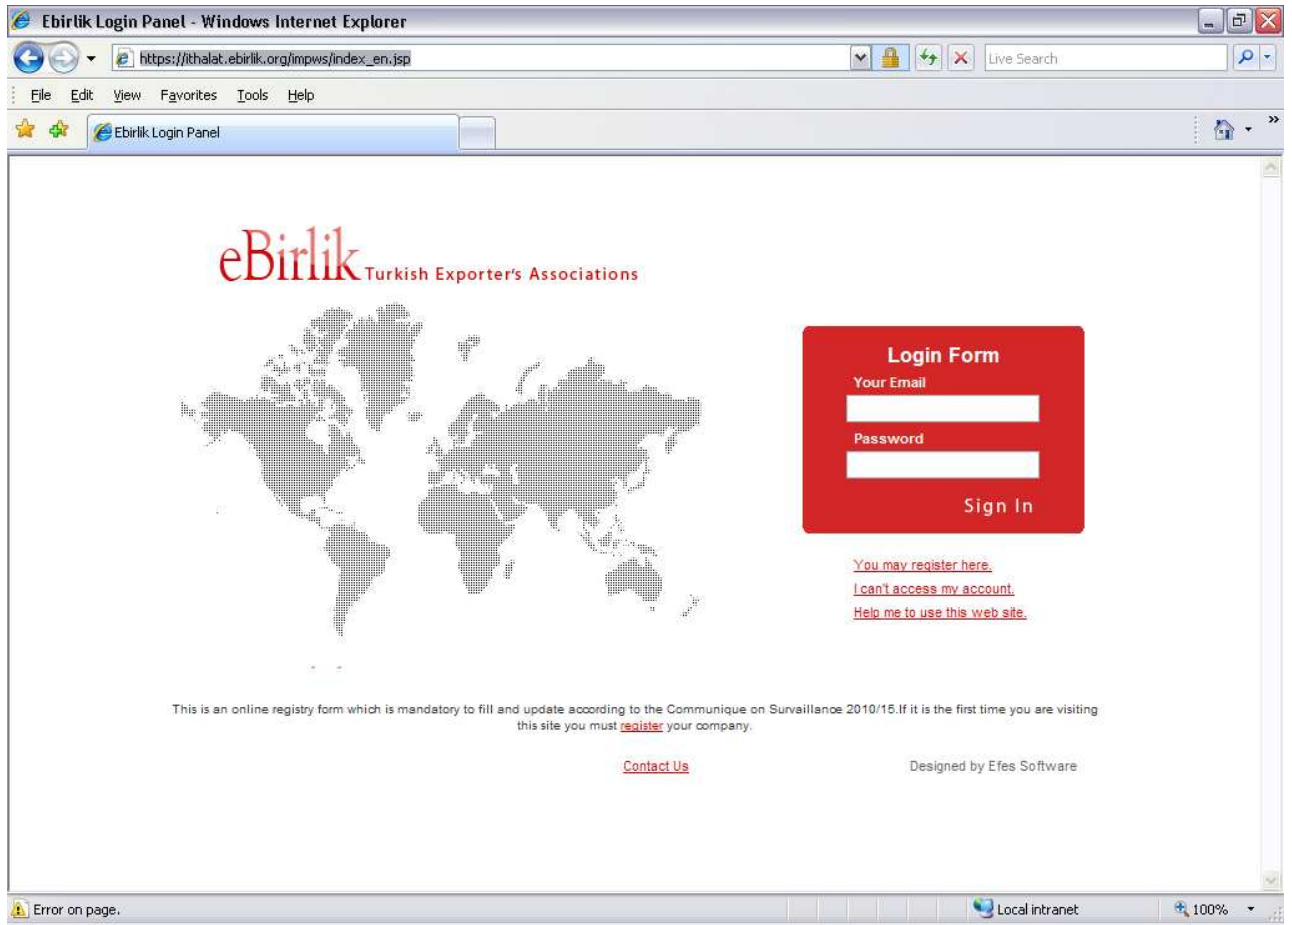 Ebirlik Login Panel - Windows Internet Explorer
https://ithalat.ebirlik.org/impws/index_en.jsp
Live Search
File Edit View Favorites Tools Help
Ebirlik Login Panel
eBirlik Turkish Exporter's Associations
Login Form
Your Email
Password
Sign In
You may register here.
I can't access my account.
Help me to use this web site.
This is an online registry form which is mandatory to fill and update according to the Communique on Survaillance 2010/15.If it is the first time you are visiting
this site you must register your company.
Contact Us
Designed by Efes Software
Error on page.
Local intranet
100%